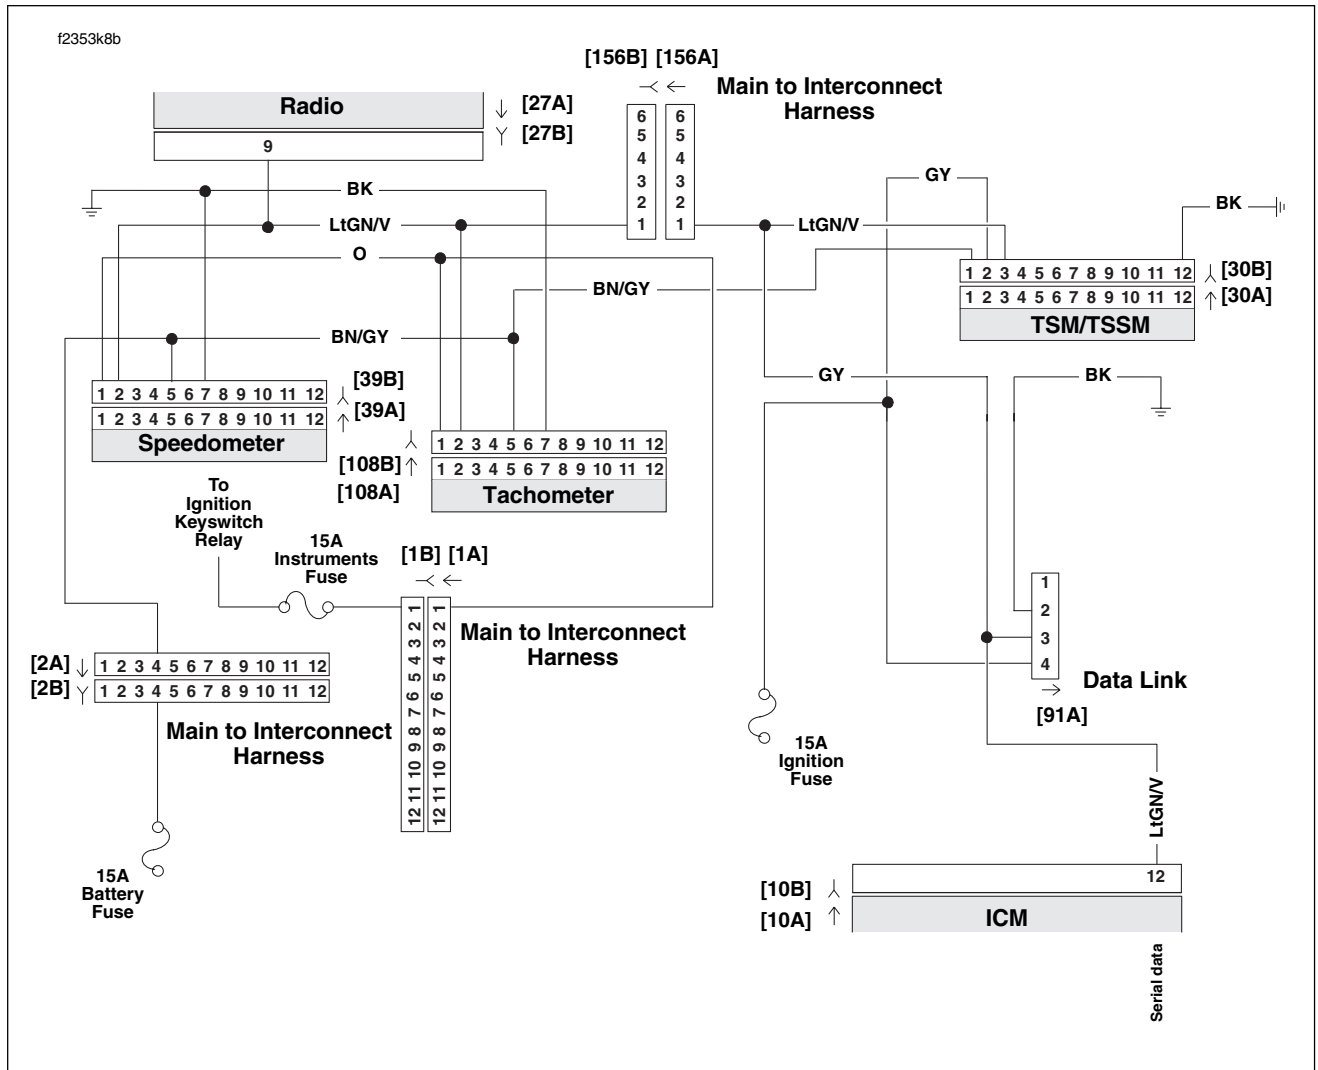 f2353k8b
[156B] [156A]
Main to Interconnect
Harness
Radio
[27A]
[27B]
9
6 6
5 5
4 4
3 3
2 2
1 1
GY
BK
BK
LtGN/V
LtGN/V
O
BN/GY
1 2 3 4 5 6 7 8 9 10 11 12
[30B]
1 2 3 4 5 6 7 8 9 10 11 12
[30A]
TSM/TSSM
BN/GY
GY
BK
[39B]
1 2 3 4 5 6 7 8 9 10 11 12
[39A]
1 2 3 4 5 6 7 8 9 10 11 12
Speedometer
1 2 3 4 5 6 7 8 9 10 11 12
[108B]
1 2 3 4 5 6 7 8 9 10 11 12
[108A]
Tachometer
To
Ignition
Keyswitch
Relay
15A
Instruments
Fuse
[1B] [1A]
1 2 3 4 5 6 7 8 9 10 11 12
1 2 3 4 5 6 7 8 9 10 11 12
Main to Interconnect
Harness
1
2
3
4
Data Link
[91A]
[2A]
1 2 3 4 5 6 7 8 9 10 11 12
[2B]
1 2 3 4 5 6 7 8 9 10 11 12
Main to Interconnect
Harness
15A
Ignition
Fuse
LtGN/V
15A
Battery
Fuse
12
[10B]
[10A]
ICM
Serial data